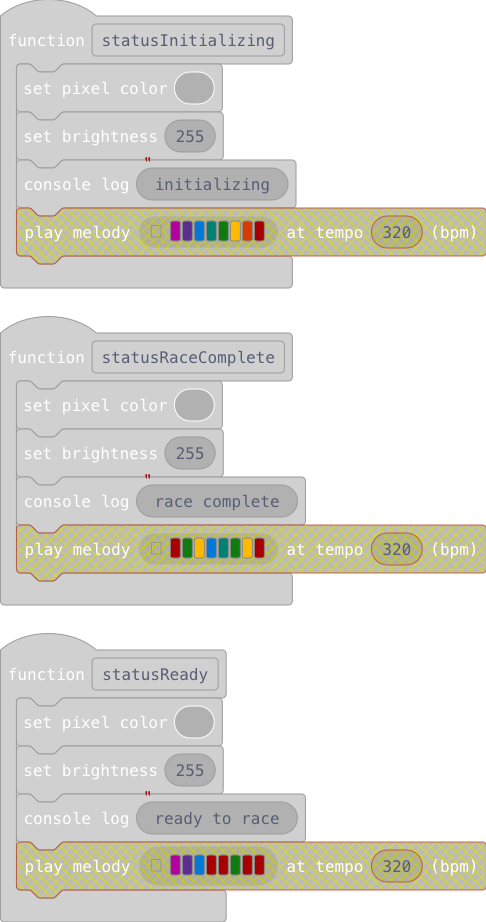 function statusInitializing
set pixel color
set brightness 255
"
console log initializing
play melody at tempo 320 (bpm)
function statusRaceComplete
set pixel color
set brightness 255
"
console log race complete
play melody at tempo 320 (bpm)
function statusReady
set pixel color
set brightness 255
"
console log ready to race
play melody at tempo 320 (bpm)